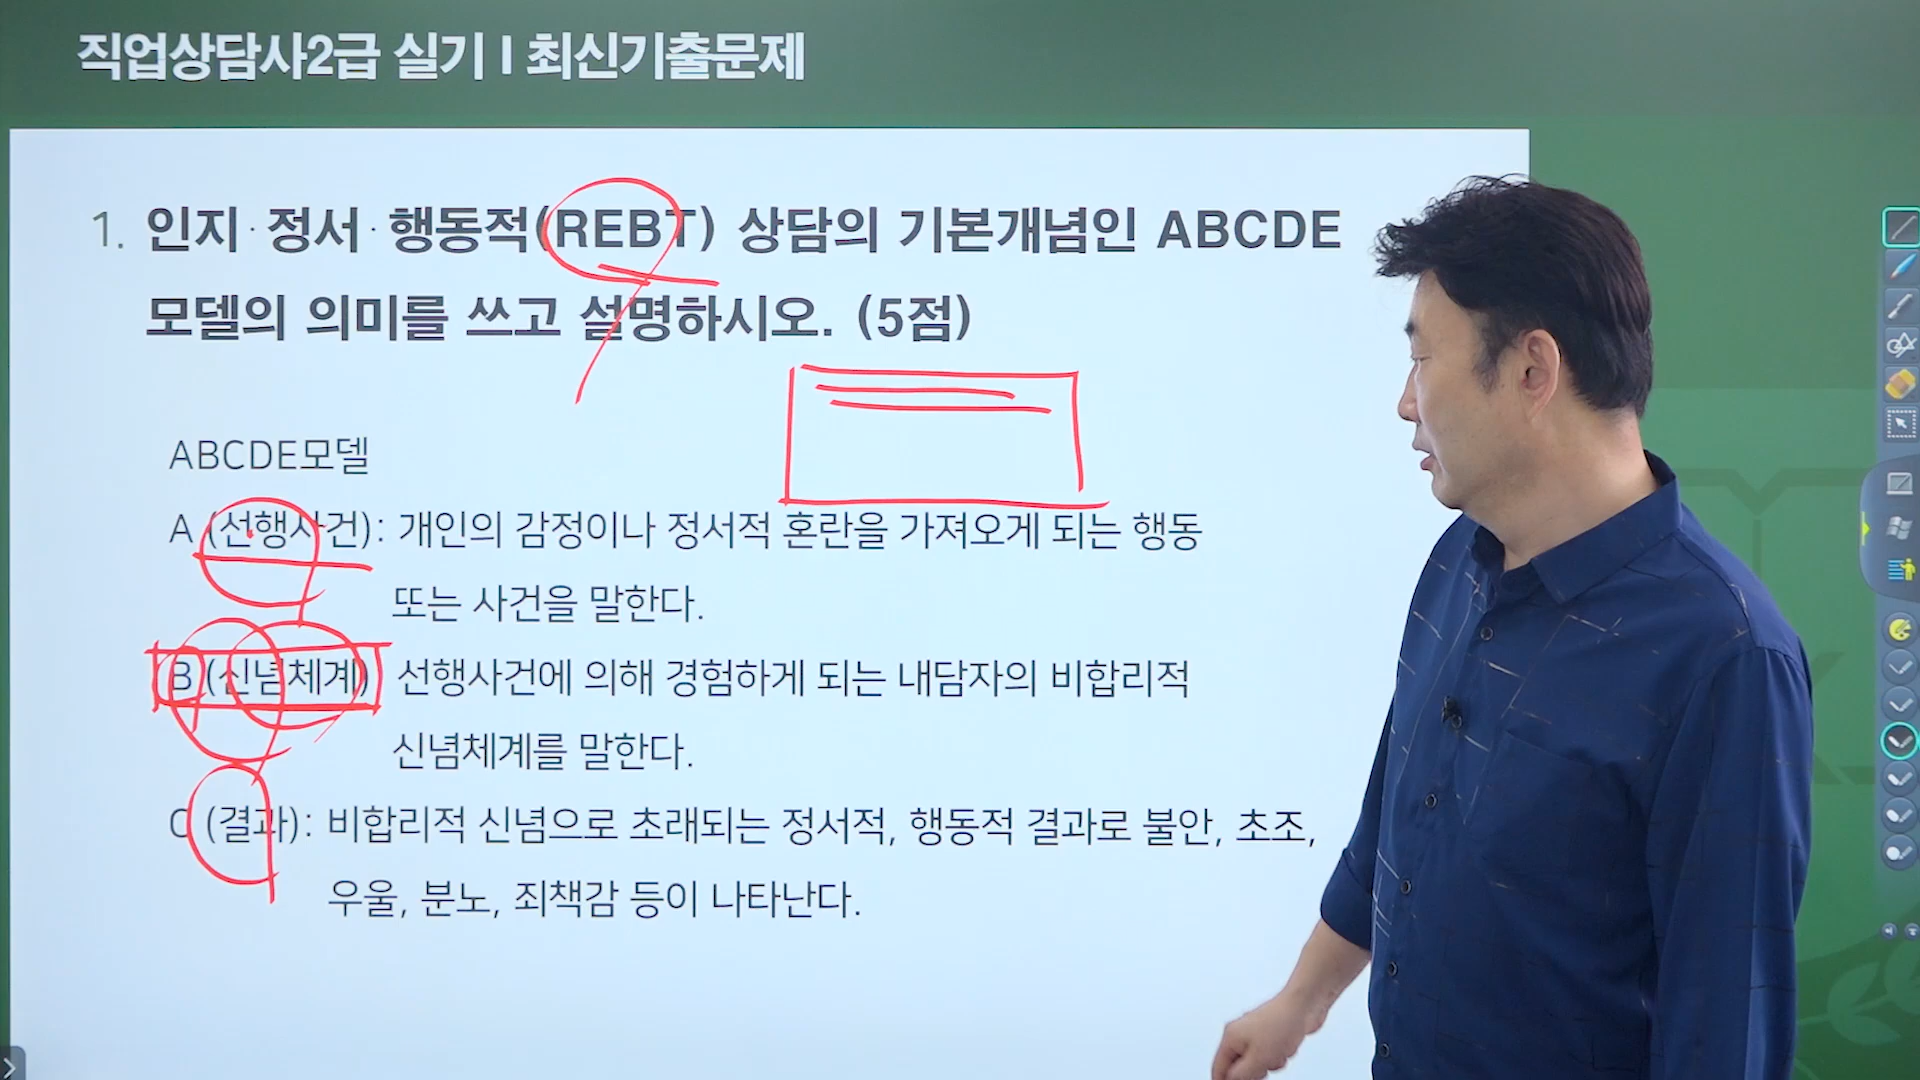 직업상담사2급 실기 I 최신기출문제
1. 인지·정서·행동적(REBT) 상담의 기본개념인 ABCDE
모델의 의미를 쓰고 설명하시오. (5점)
ABCDE모델
A (선행사건): 개인의 감정이나 정서적 혼란을 가져오게 되는 행동
또는 사건을 말한다.
B (신념체계) 선행사건에 의해 경험하게 되는 내담자의 비합리적
신념체계를 말한다.
C (결과): 비합리적 신념으로 초래되는 정서적, 행동적 결과로 불안, 초조,
우울, 분노, 죄책감 등이 나타난다.